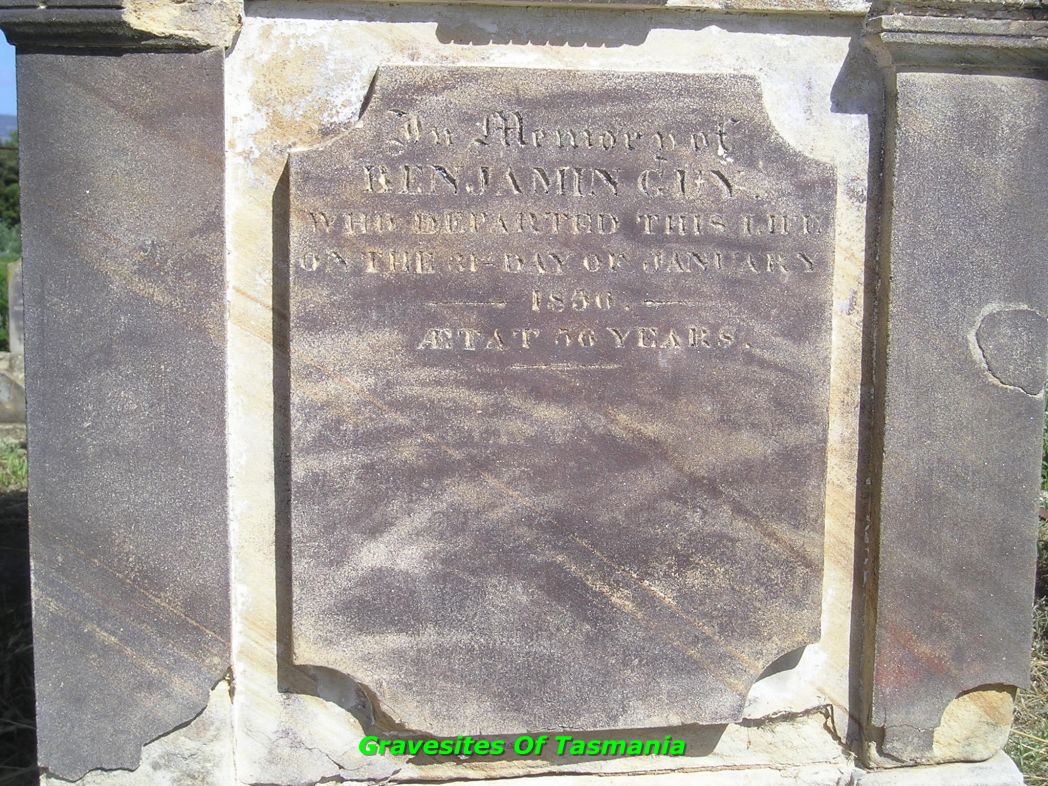 In Memory of
BENJAMIN GUY.
WHO DEPARTED THIS LIFE
ON THE 31st DAY OF JANUARY
1856.
ÆTAT 56 YEARS.
Gravesites Of Tasmania